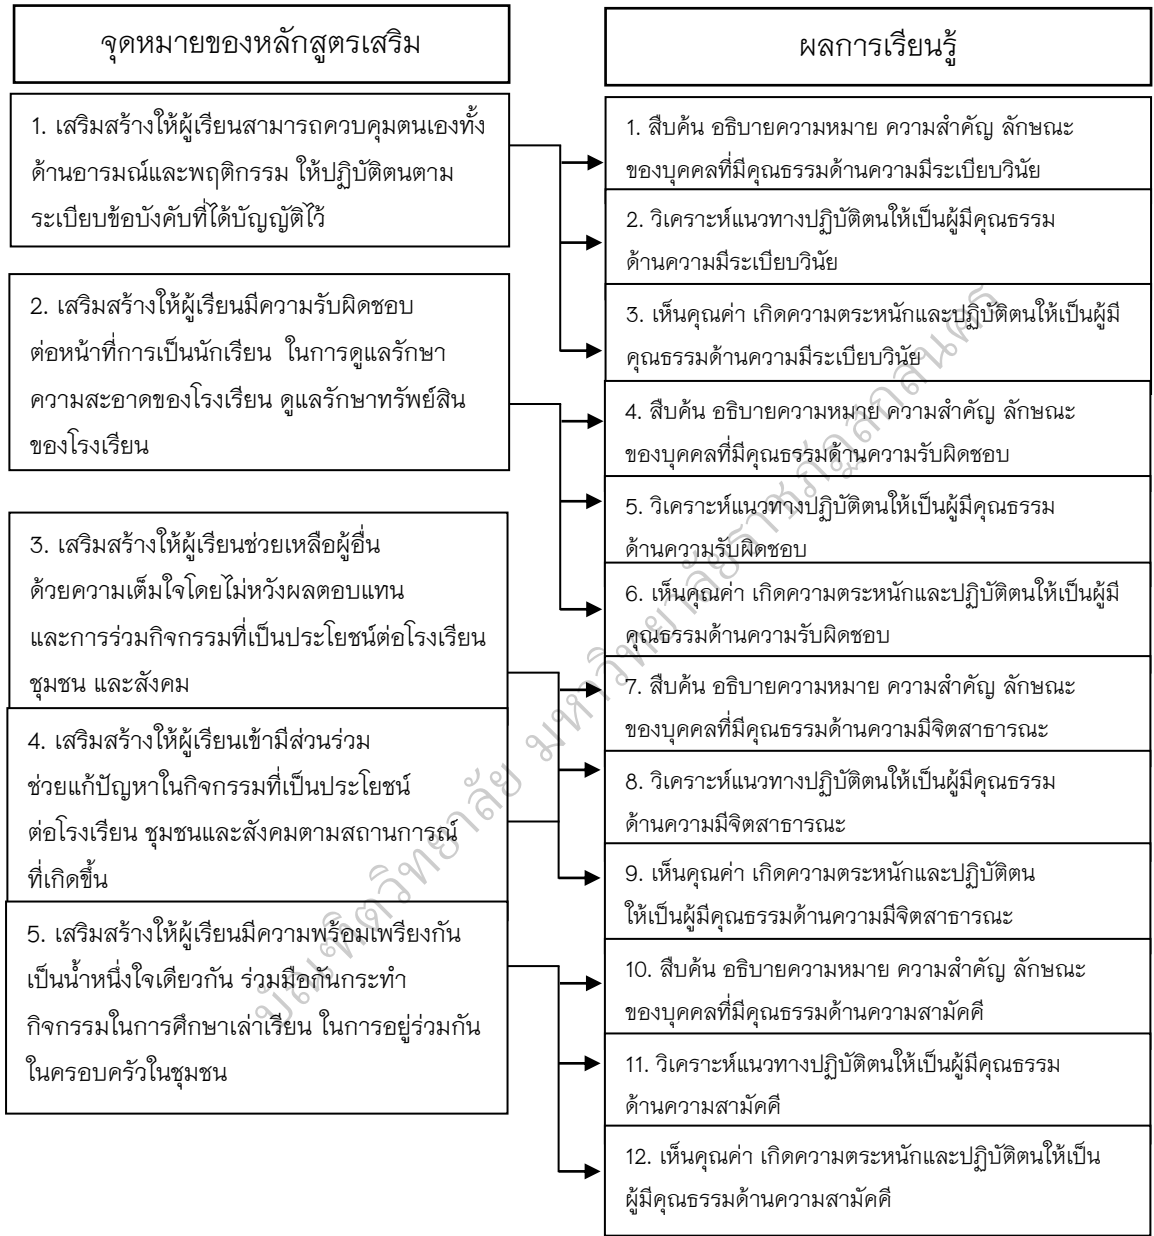 จุดหมายของหลักสูตรเสริม
1. เสริมสร้างให้ผู้เรียนสามารถควบคุมตนเองทั้ง
ด้านอารมณ์และพฤติกรรม ให้ปฏิบัติตนตาม
ระเบียบข้อบังคับที่ได้บัญญัติไว้
2. เสริมสร้างให้ผู้เรียนมีความรับผิดชอบ
ต่อหน้าที่การเป็นนักเรียน ในการดูแลรักษา
ความสะอาดของโรงเรียน ดูแลรักษาทรัพย์สิน
ของโรงเรียน
3. เสริมสร้างให้ผู้เรียนช่วยเหลือผู้อื่น
ด้วยความเต็มใจโดยไม่หวังผลตอบแทน
และการร่วมกิจกรรมที่เป็นประโยชน์ต่อโรงเรียน
ชุมชน และสังคม
4. เสริมสร้างให้ผู้เรียนเข้ามีส่วนร่วม
ช่วยแก้ปัญหาในกิจกรรมที่เป็นประโยชน์
ต่อโรงเรียน ชุมชนและสังคมตามสถานการณ์
ที่เกิดขึ้น
5. เสริมสร้างให้ผู้เรียนมีความพร้อมเพรียงกัน
เป็นน้ำหนึ่งใจเดียวกัน ร่วมมือกันกระทำ
กิจกรรมในการศึกษาเล่าเรียน ในการอยู่ร่วมกัน
ในครอบครัวในชุมชน
ผลการเรียนรู้
1. สืบค้น อธิบายความหมาย ความสำคัญ ลักษณะ
ของบุคคลที่มีคุณธรรมด้านความมีระเบียบวินัย
2. วิเคราะห์แนวทางปฏิบัติตนให้เป็นผู้มีคุณธรรม
ด้านความมีระเบียบวินัย
3. เห็นคุณค่า เกิดความตระหนักและปฏิบัติตนให้เป็นผู้มี
คุณธรรมด้านความมีระเบียบวินัย
4. สืบค้น อธิบายความหมาย ความสำคัญ ลักษณะ
ของบุคคลที่มีคุณธรรมด้านความรับผิดชอบ
5. วิเคราะห์แนวทางปฏิบัติตนให้เป็นผู้มีคุณธรรม
ด้านความรับผิดชอบ
6. เห็นคุณค่า เกิดความตระหนักและปฏิบัติตนให้เป็นผู้มี
คุณธรรมด้านความรับผิดชอบ
7. สืบค้น อธิบายความหมาย ความสำคัญ ลักษณะ
ของบุคคลที่มีคุณธรรมด้านความมีจิตสาธารณะ
8. วิเคราะห์แนวทางปฏิบัติตนให้เป็นผู้มีคุณธรรม
ด้านความมีจิตสาธารณะ
9. เห็นคุณค่า เกิดความตระหนักและปฏิบัติตน
ให้เป็นผู้มีคุณธรรมด้านความมีจิตสาธารณะ
10. สืบค้น อธิบายความหมาย ความสำคัญ ลักษณะ
ของบุคคลที่มีคุณธรรมด้านความสามัคคี
11. วิเคราะห์แนวทางปฏิบัติตนให้เป็นผู้มีคุณธรรม
ด้านความสามัคคี
12. เห็นคุณค่า เกิดความตระหนักและปฏิบัติตนให้เป็น
ผู้มีคุณธรรมด้านความสามัคคี
บัณฑิตวิทยาลัย มหาวิทยาลัยราชภัฏสกลนคร